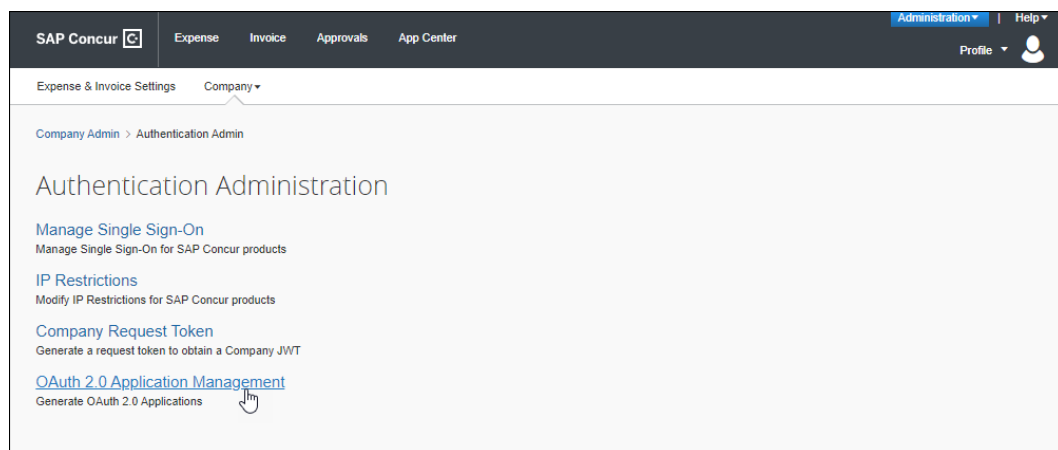 Administration | Help
SAP Concur C Expense Invoice Approvals App Center
Profile
Expense & Invoice Settings Company
Company Admin > Authentication Admin
Authentication Administration
Manage Single Sign-On
Manage Single Sign-On for SAP Concur products
IP Restrictions
Modify IP Restrictions for SAP Concur products
Company Request Token
Generate a request token to obtain a Company JWT
OAuth 2.0 Application Management
Generate OAuth 2.0 Applications